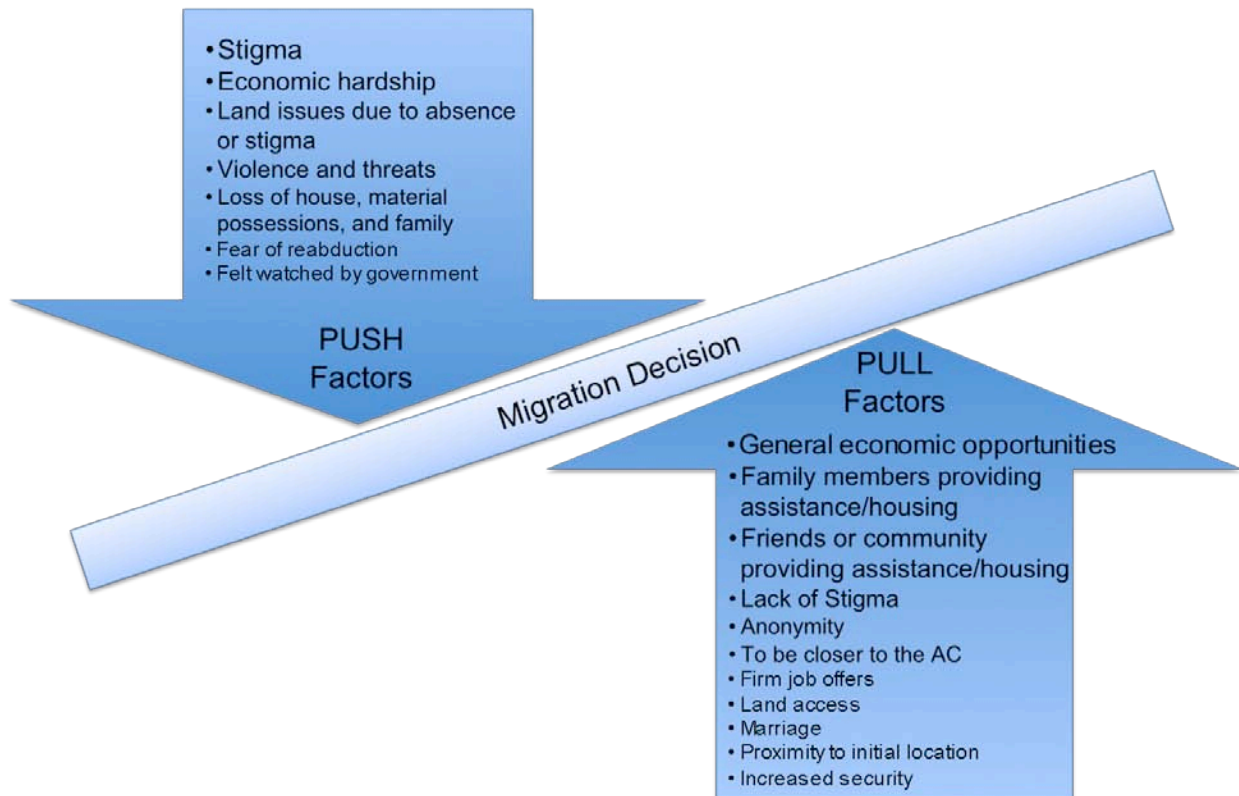 •Stigma
•Economic hardship
•Land issues due to absence
or stigma
•Violence and threats
•Loss of house, material
possessions, and family
•Fear of reabduction
•Felt watched by government
PUSH
Factors
Migration Decision
PULL
Factors
•General economic opportunities
•Family members providing
assistance/housing
•Friends or community
providing assistance/housing
•Lack of Stigma
•Anonymity
•To be closer to the AC
•Firm job offers
•Land access
•Marriage
•Proximity to initial location
•Increased security